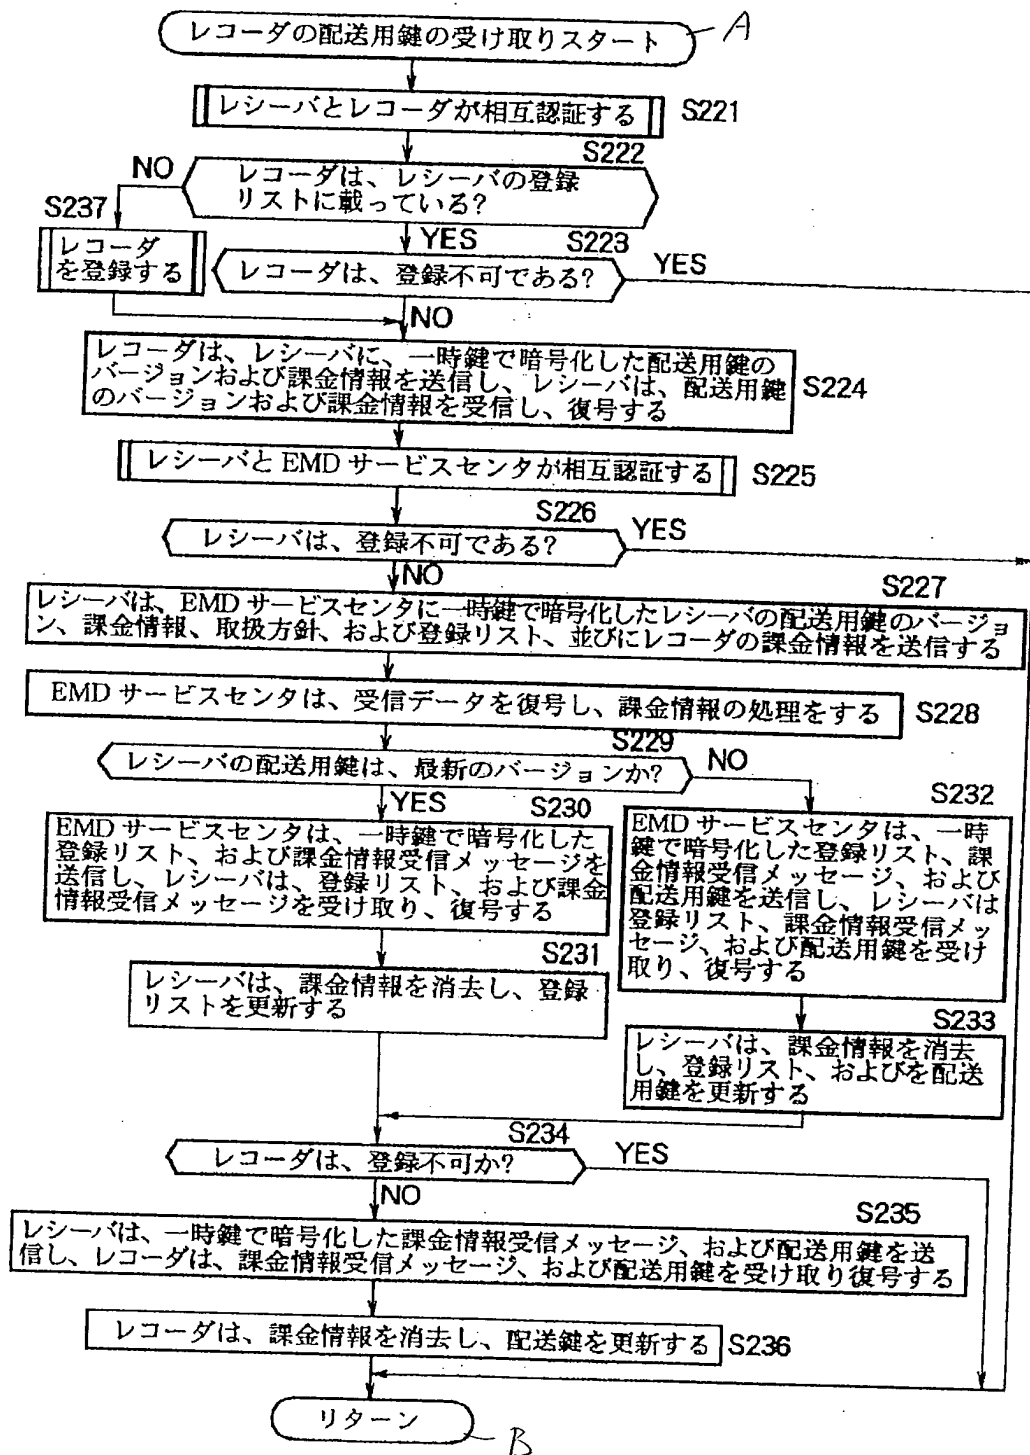 レコーダの配送用鍵の受け取りスタート
A
レシーバとレコーダが相互認証する
S221
S222
レコーダは、レシーバの登録
リストに載っている?
NO
S237
レコーダ
を登録する
YES
S223
レコーダは、登録不可である?
YES
NO
レコーダは、レシーバに、一時鍵で暗号化した配送用鍵の
バージョンおよび課金情報を送信し、レシーバは、配送用鍵
のバージョンおよび課金情報を受信し、復号する
S224
レシーバとEMDサービスセンタが相互認証する
S225
S226
レシーバは、登録不可である?
YES
NO
S227
レシーバは、EMDサービスセンタに一時鍵で暗号化したレシーバの配送用鍵のバージョ
ン、課金情報、取扱方針、および登録リスト、並びにレコーダの課金情報を送信する
EMDサービスセンタは、受信データを復号し、課金情報の処理をする
S228
S229
レシーバの配送用鍵は、最新のバージョンか?
NO
YES
S230
EMDサービスセンタは、一時鍵で暗号化した
登録リスト、および課金情報受信メッセージを
送信し、レシーバは、登録リスト、および課金
情報受信メッセージを受け取り、復号する
S231
レシーバは、課金情報を消去し、登録
リストを更新する
S232
EMDサービスセンタは、一時
鍵で暗号化した登録リスト、課
金情報受信メッセージ、および
配送用鍵を送信し、レシーバは
登録リスト、課金情報受信メッ
セージ、および配送用鍵を受け
取り、復号する
S233
レシーバは、課金情報を消去
し、登録リスト、およびを配送
用鍵を更新する
S234
レコーダは、登録不可か?
YES
NO
S235
レシーバは、一時鍵で暗号化した課金情報受信メッセージ、および配送用鍵を送
信し、レコーダは、課金情報受信メッセージ、および配送用鍵を受け取り復号する
レコーダは、課金情報を消去し、配送鍵を更新する
S236
リターン
B